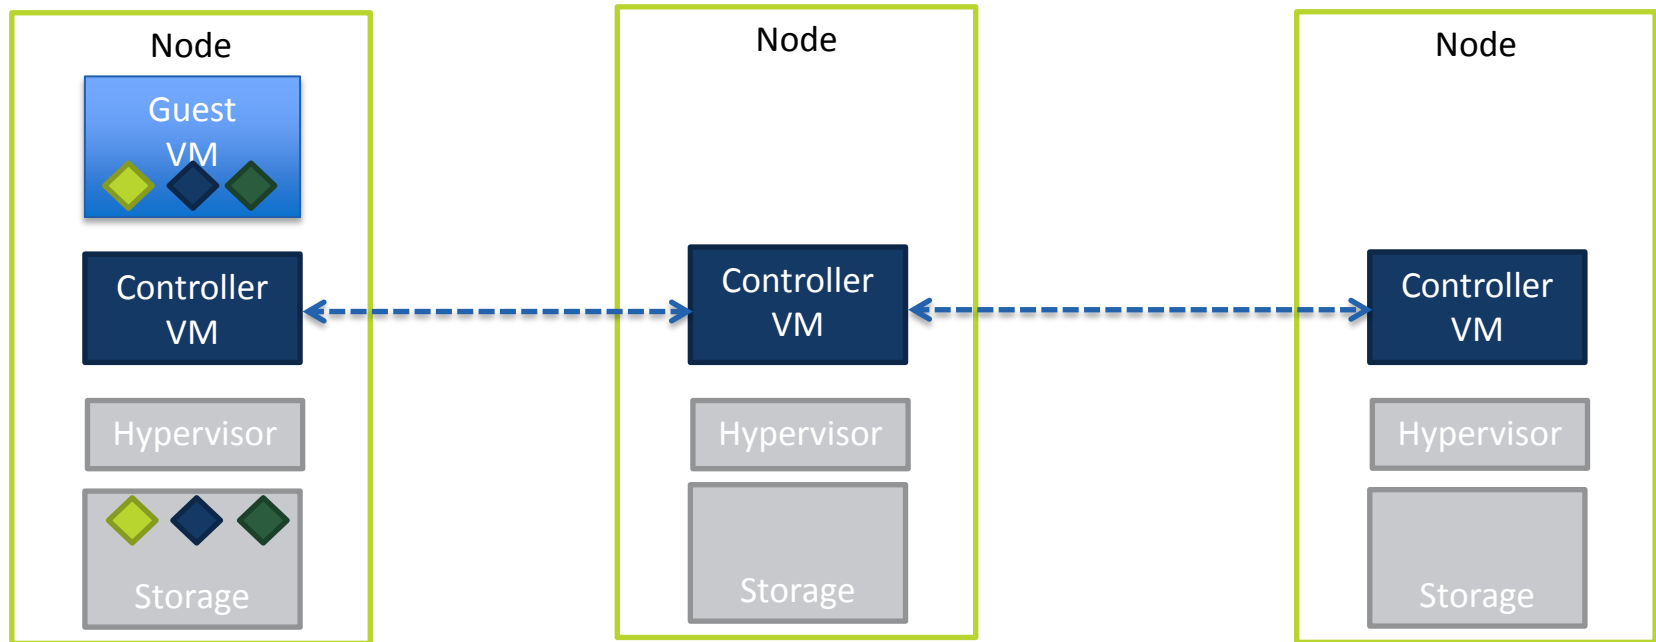 Node
Guest
VM
Controller
VM
Hypervisor
Storage
Node
Controller
VM
Hypervisor
Storage
Node
Controller
VM
Hypervisor
Storage